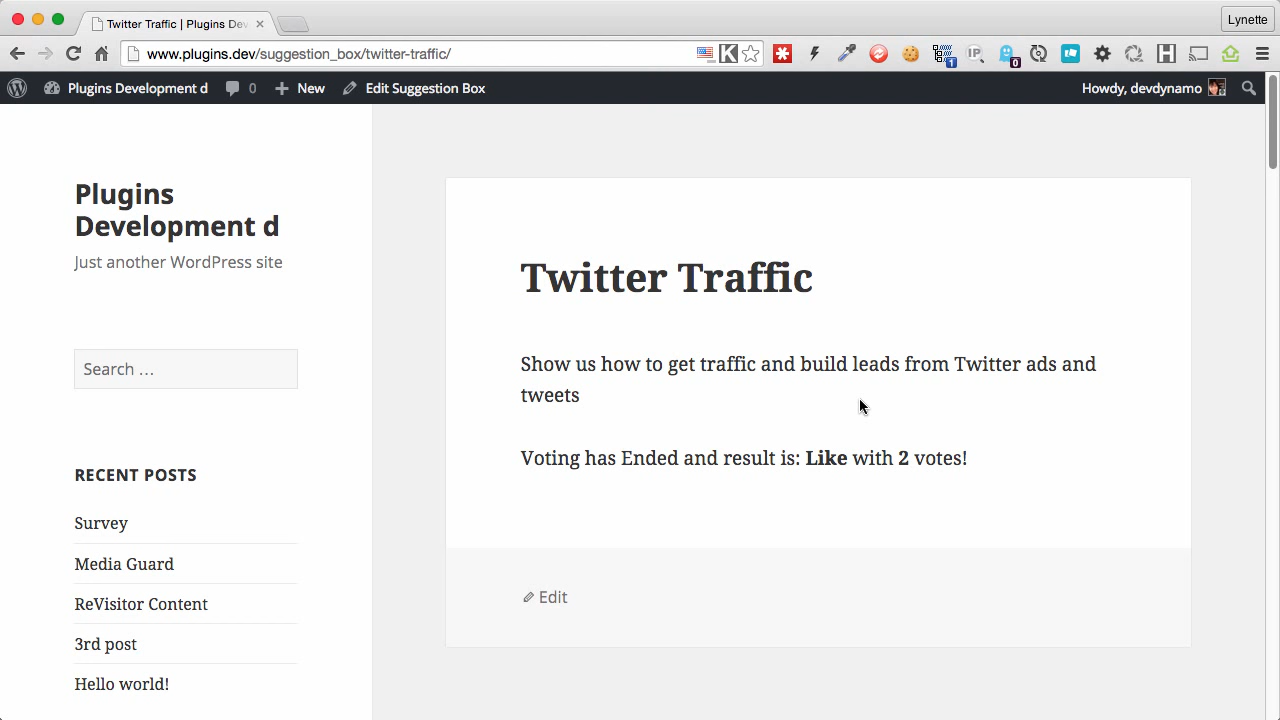 Twitter Traffic | Plugins Dev
Lynette
www.plugins.dev/suggestion_box/twitter-traffic/
K
1
IP
0
H
Plugins Development d
0
New
Edit Suggestion Box
Howdy, devdynamo
Plugins
Development d
Just another WordPress site
Search ...
RECENT POSTS
Survey
Media Guard
ReVisitor Content
3rd post
Hello world!
Twitter Traffic
Show us how to get traffic and build leads from Twitter ads and
tweets
Voting has Ended and result is: Like with 2 votes!
Edit